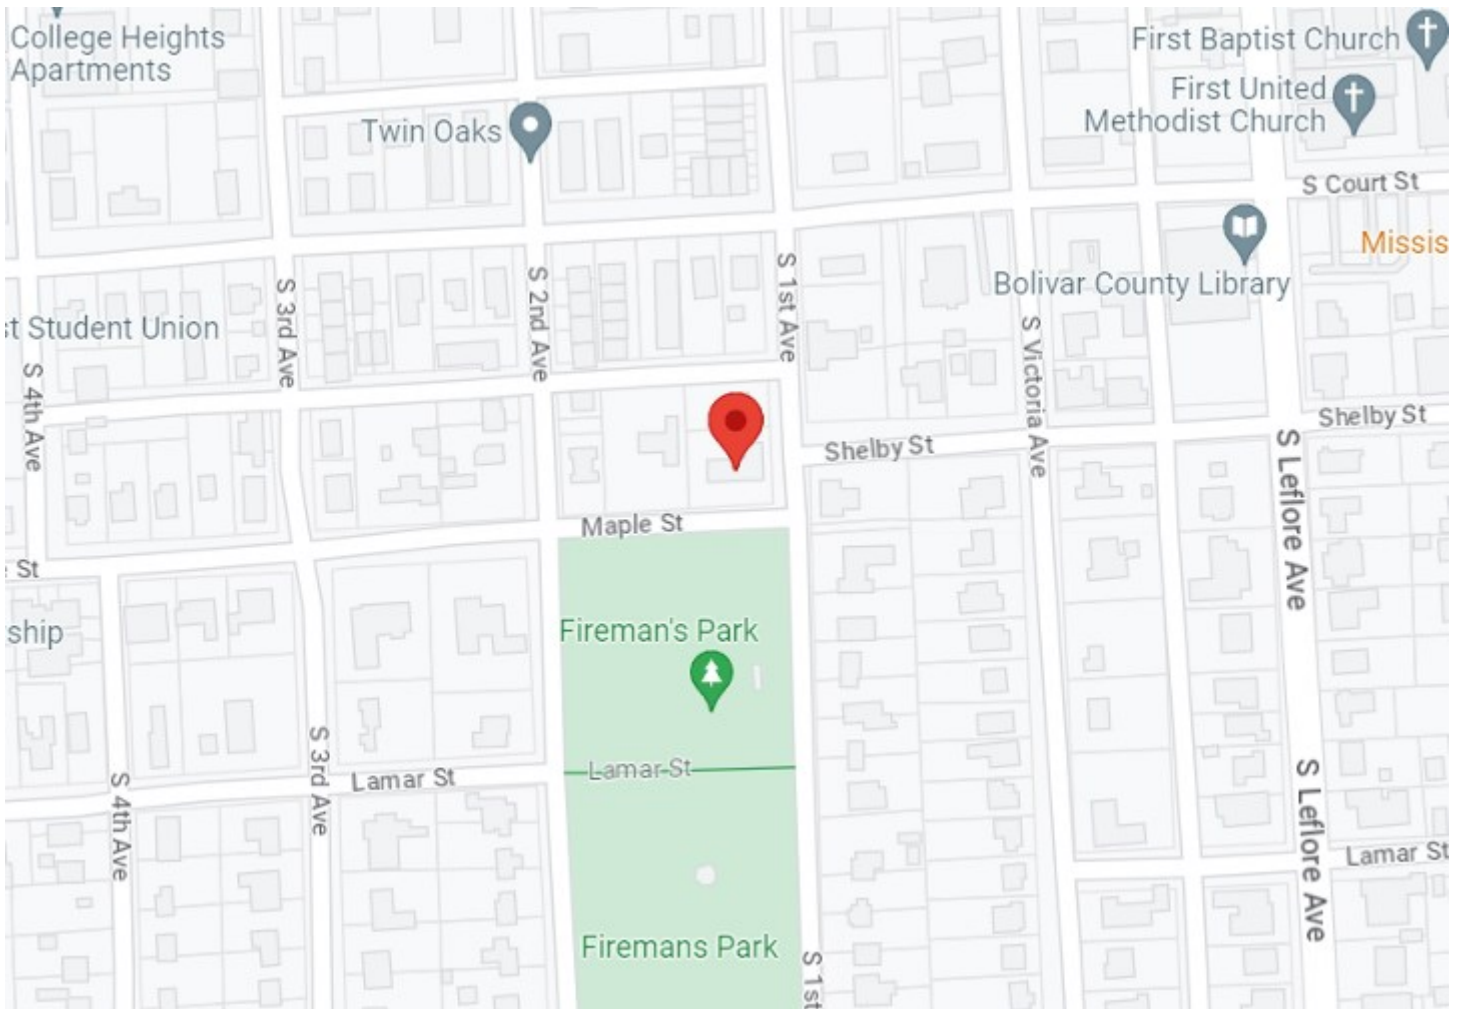 College Heights
Apartments
First Baptist Church
First United
Methodist Church
Twin Oaks
S Court St
Missis
Bolivar County Library
S 1st Ave
S 2nd Ave
S 3rd Ave
st Student Union
S Victoria Ave
S 4th Ave
Shelby St
Shelby St
S Leflore Ave
Maple St
St
Fireman's Park
ship
S 3rd Ave
Lamar St
Lamar St
S 4th Ave
S Leflore Ave
Lamar St
Firemans Park
S 1st